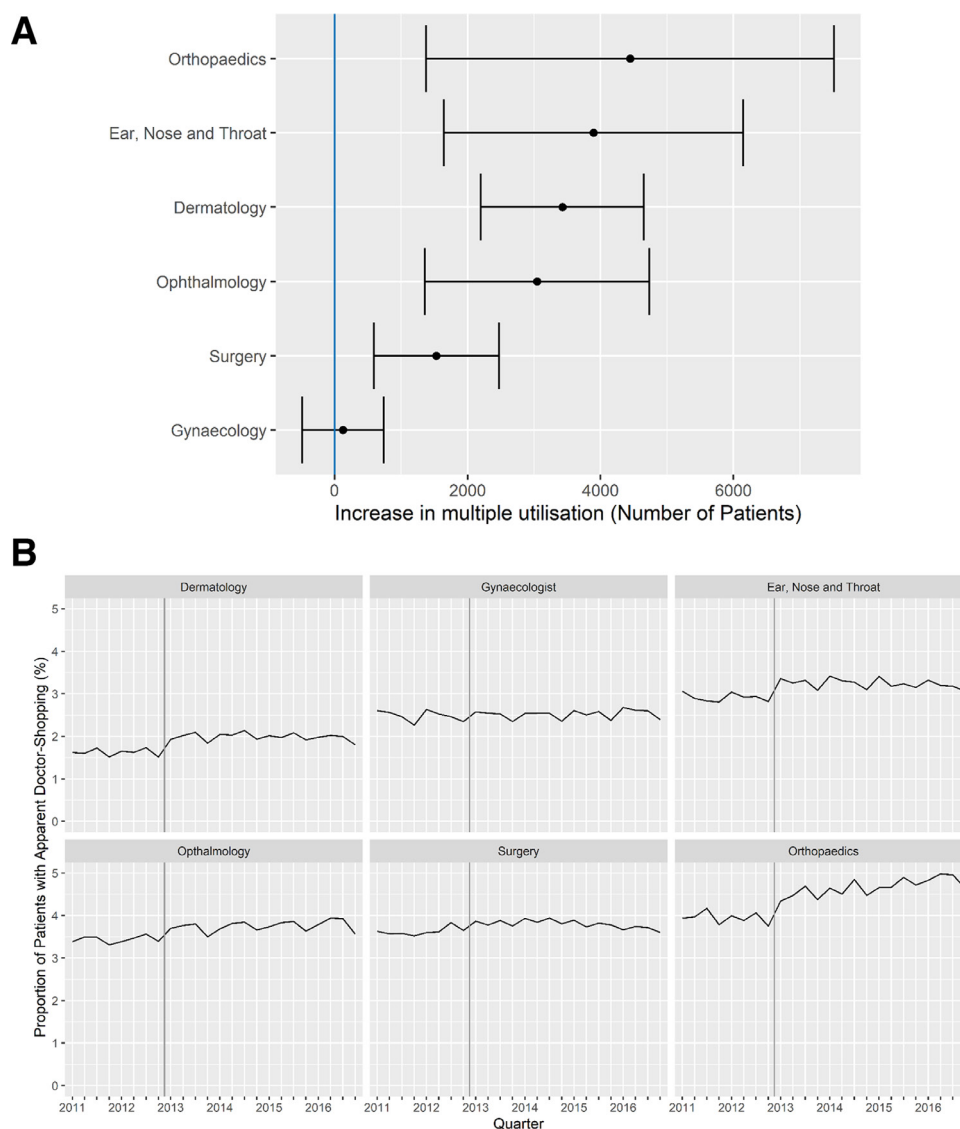 A
Orthopaedics
Ear, Nose and Throat
Dermatology
Ophthalmology
Surgery
Gynaecology
0 2000 4000 6000
Increase in multiple utilisation (Number of Patients)
B
Proportion of Patients with Apparent Doctor-Shopping (%)
Dermatology Gynaecologist Ear, Nose and Throat
5
4
3
2
1
0
Opthalmology Surgery Orthopaedics
5
4
3
2
1
0
2011 2012 2013 2014 2015 2016 2011 2012 2013 2014 2015 2016 2011 2012 2013 2014 2015 2016
Quarter